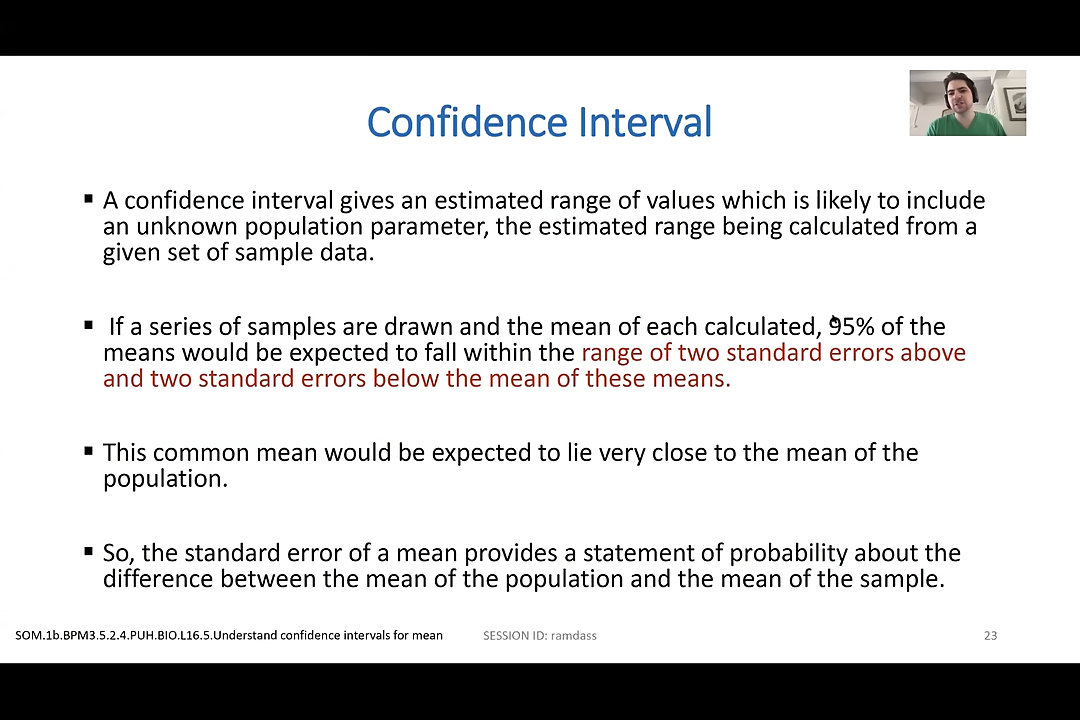 Confidence Interval
▪ A confidence interval gives an estimated range of values which is likely to include
an unknown population parameter, the estimated range being calculated from a
given set of sample data.
▪ If a series of samples are drawn and the mean of each calculated, 95% of the
means would be expected to fall within the range of two standard errors above
and two standard errors below the mean of these means.
▪ This common mean would be expected to lie very close to the mean of the
population.
▪ So, the standard error of a mean provides a statement of probability about the
difference between the mean of the population and the mean of the sample.
SOM.1b.BPM3.5.2.4.PUH.BIO.L16.5.Understand confidence intervals for mean
SESSION ID: ramdass
23